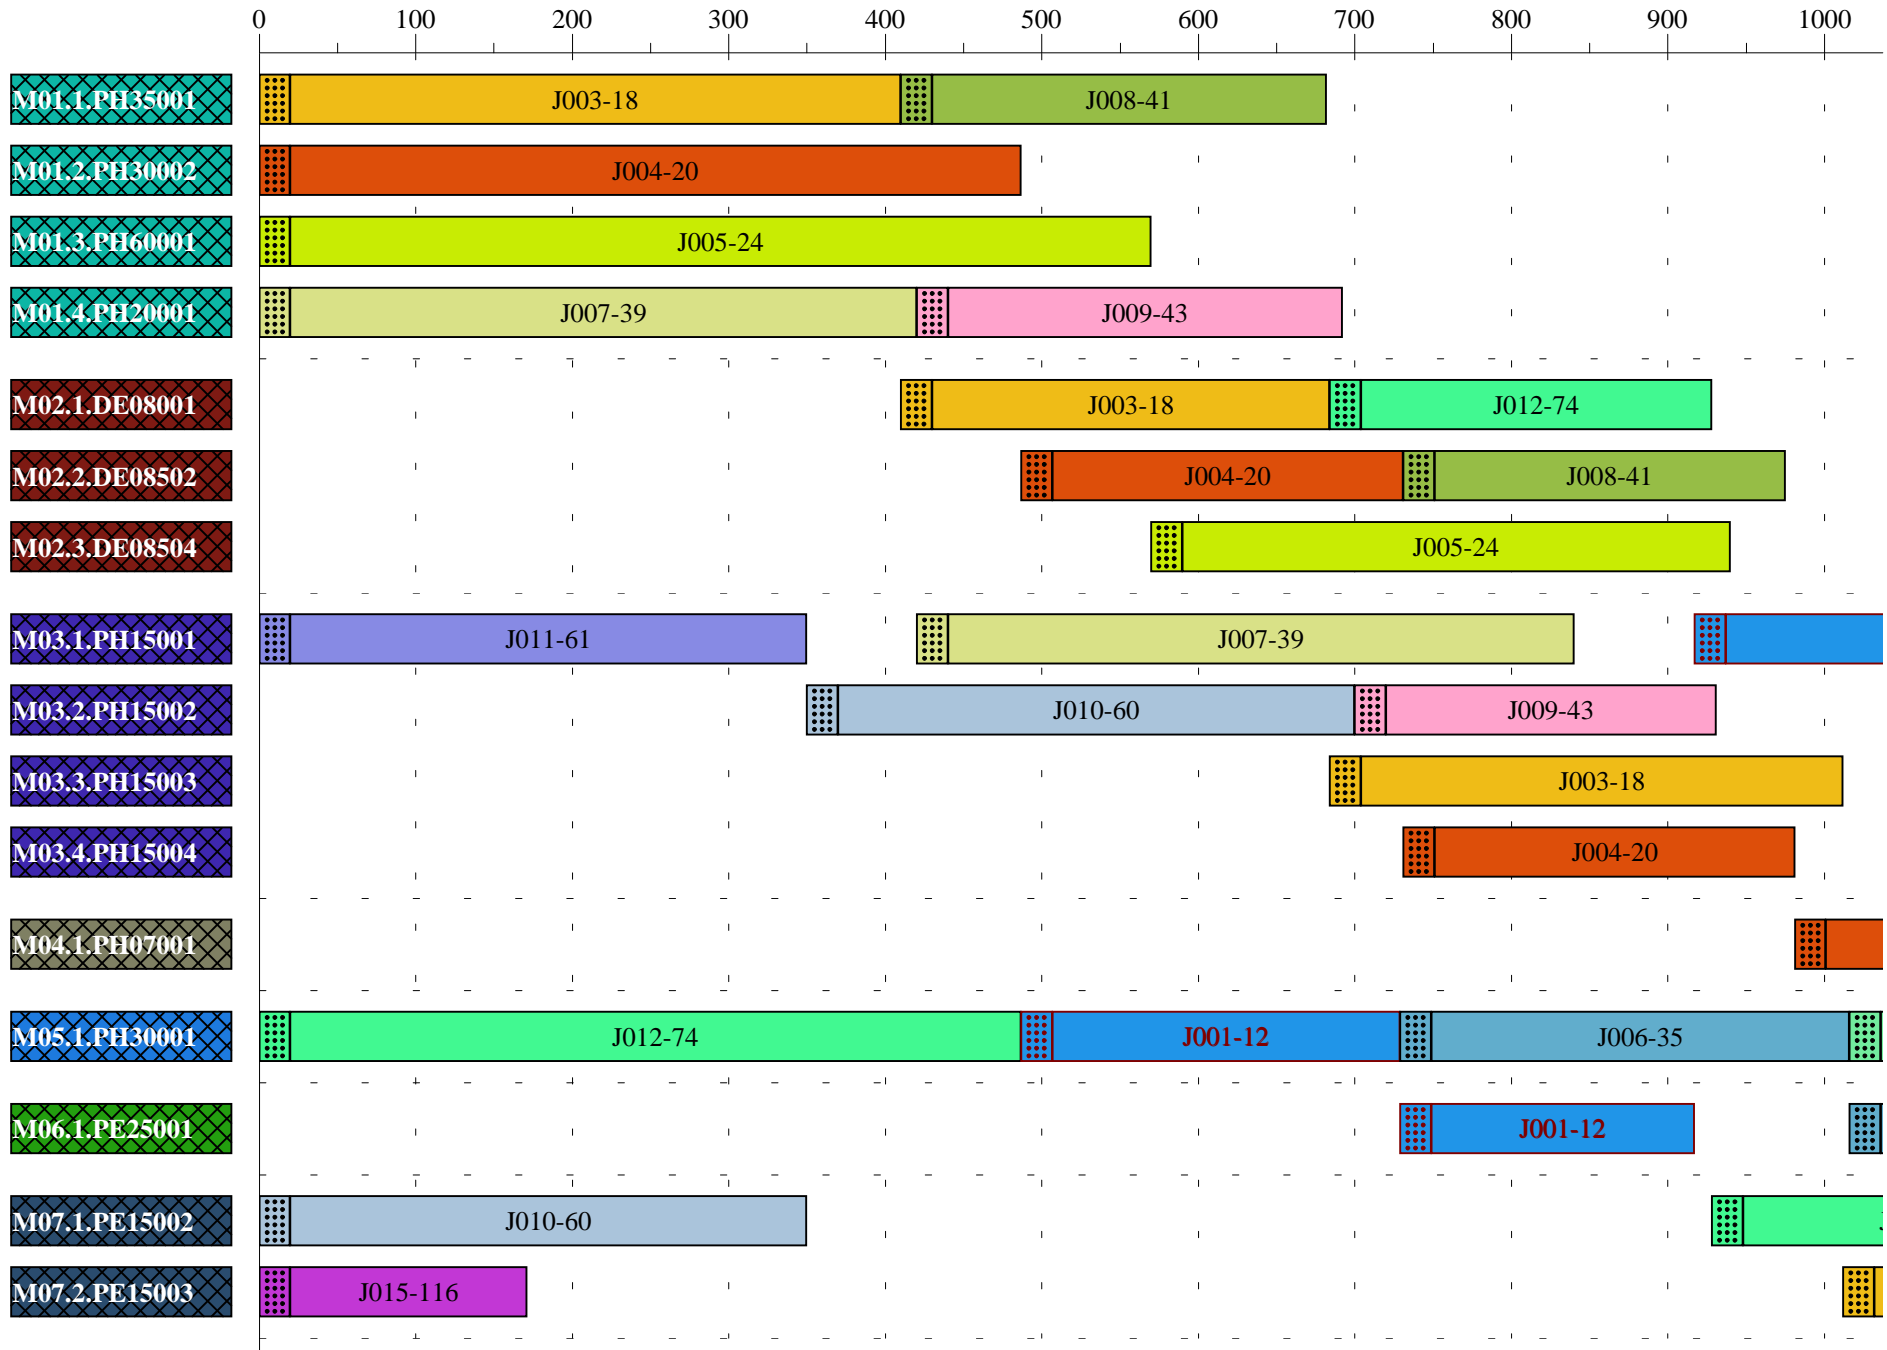 0 100 200 300 400 500 600 700 800 900 1000
M01.1.PH35001 J003-18 J008-41
M01.2.PH30002 J004-20
M01.3.PH60001 J005-24
M01.4.PH20001 J007-39 J009-43
M02.1.DE08001 J003-18 J012-74
M02.2.DE08502 J004-20 J008-41
M02.3.DE08504 J005-24
M03.1.PH15001 J011-61 J007-39
M03.2.PH15002 J010-60 J009-43
M03.3.PH15003 J003-18
M03.4.PH15004 J004-20
M04.1.PH07001
M05.1.PH30001 J012-74 J001-12 J006-35
M06.1.PE25001 J001-12
M07.1.PE15002 J010-60
M07.2.PE15003 J015-116